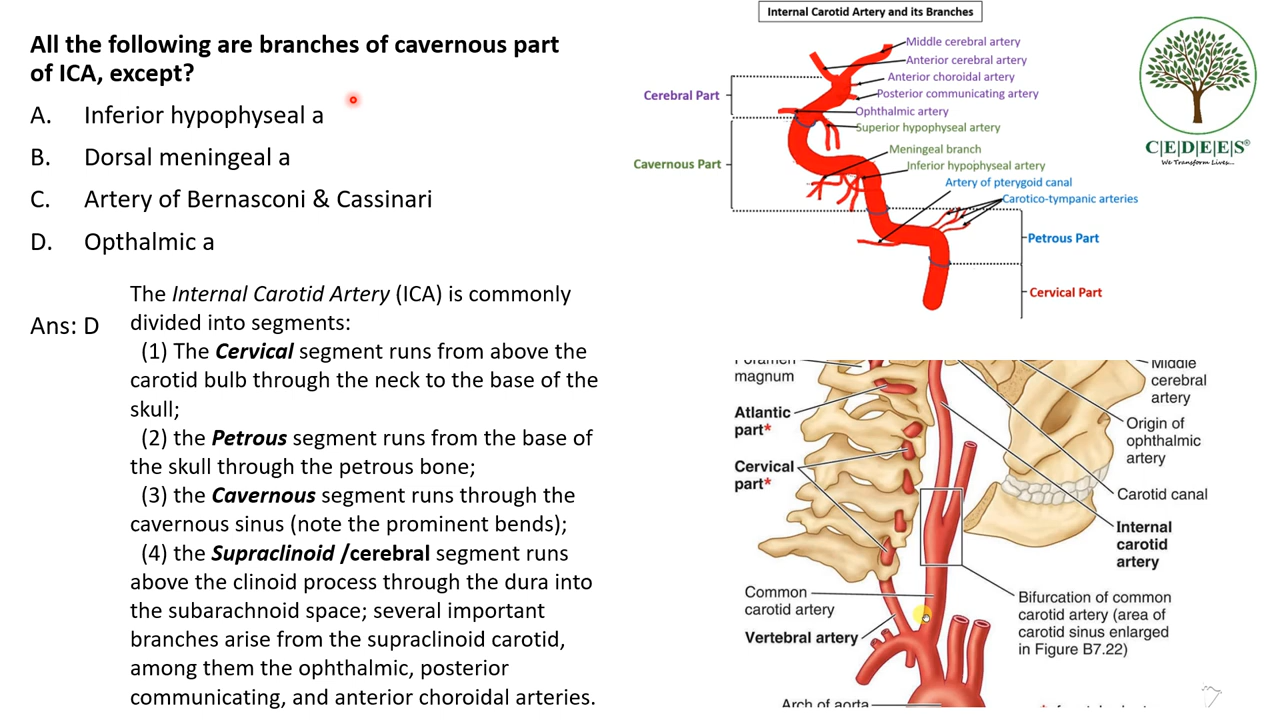 All the following are branches of cavernous part
of ICA, except?
A. Inferior hypophyseal a
B. Dorsal meningeal a
C. Artery of Bernasconi & Cassinari
D. Opthalmic a
Ans: D
The Internal Carotid Artery (ICA) is commonly
divided into segments:
(1) The Cervical segment runs from above the
carotid bulb through the neck to the base of the
skull;
(2) the Petrous segment runs from the base of
the skull through the petrous bone;
(3) the Cavernous segment runs through the
cavernous sinus (note the prominent bends);
(4) the Supraclinoid /cerebral segment runs
above the clinoid process through the dura into
the subarachnoid space; several important
branches arise from the supraclinoid carotid,
among them the ophthalmic, posterior
communicating, and anterior choroidal arteries.
Internal Carotid Artery and its Branches
Middle cerebral artery
Anterior cerebral artery
Anterior choroidal artery
Posterior communicating artery
Cerebral Part
Ophthalmic artery
Superior hypophyseal artery
Meningeal branch
Cavernous Part
Inferior hypophyseal artery
Artery of pterygoid canal
Carotico-tympanic arteries
Petrous Part
Cervical Part
C|E|D|E|E|S®
We Transform Lives...
Foramen
magnum
Atlantic
part*
Cervical
part*
Common
carotid artery
Vertebral artery
Arch of aorta
Middle
cerebral
artery
Origin of
ophthalmic
artery
Carotid canal
Internal
carotid
artery
Bifurcation of common
carotid artery (area of
carotid sinus enlarged
in Figure B7.22)